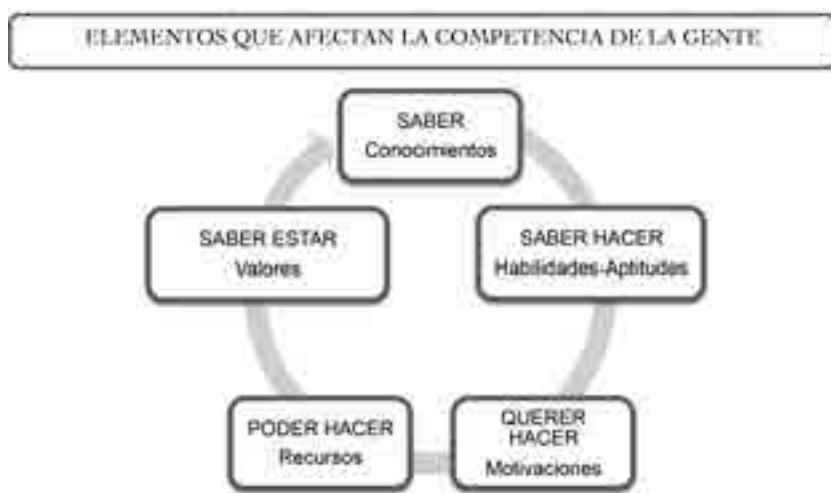 ELEMENTOS QUE AFECTAN LA COMPETENCIA DE LA GENTE
SABER
Conocimientos
SABER HACER
Habilidades-Aptitudes
QUERER
HACER
Motivaciones
PODER HACER
Recursos
SABER ESTAR
Valores